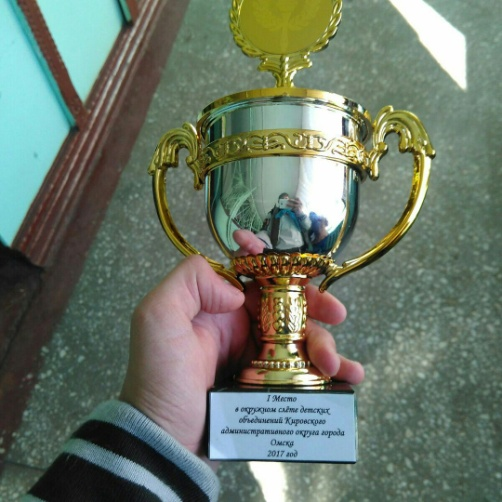 I Место
в окружном слёте детских
объединений Кировского
административного округа города
Омска
2017 год